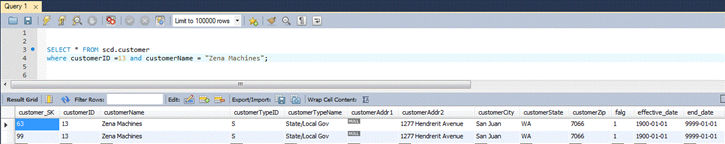 Query 1
Limit to 100000 rows
1
2
3
SELECT * FROM scd.customer
4
where customerID =13 and customerName = "Zena Machines";
5
6
Result Grid Filter Rows: Edit: Export/Import: Wrap Cell Content:
customer_SK customerID customerName customerTypeID customerTypeName customerAddr1 customerAddr2 customerCity customerState customerZip falg effective_date end_date
63 13 Zena Machines S State/Local Gov NULL 1277 Hendrerit Avenue San Juan WA 7066 1 1900-01-01 9999-01-01
99 13 Zena Machines S State/Local Gov NULL 1277 Hendrerit Avenue San Juan WA 7066 1 1900-01-01 9999-01-01